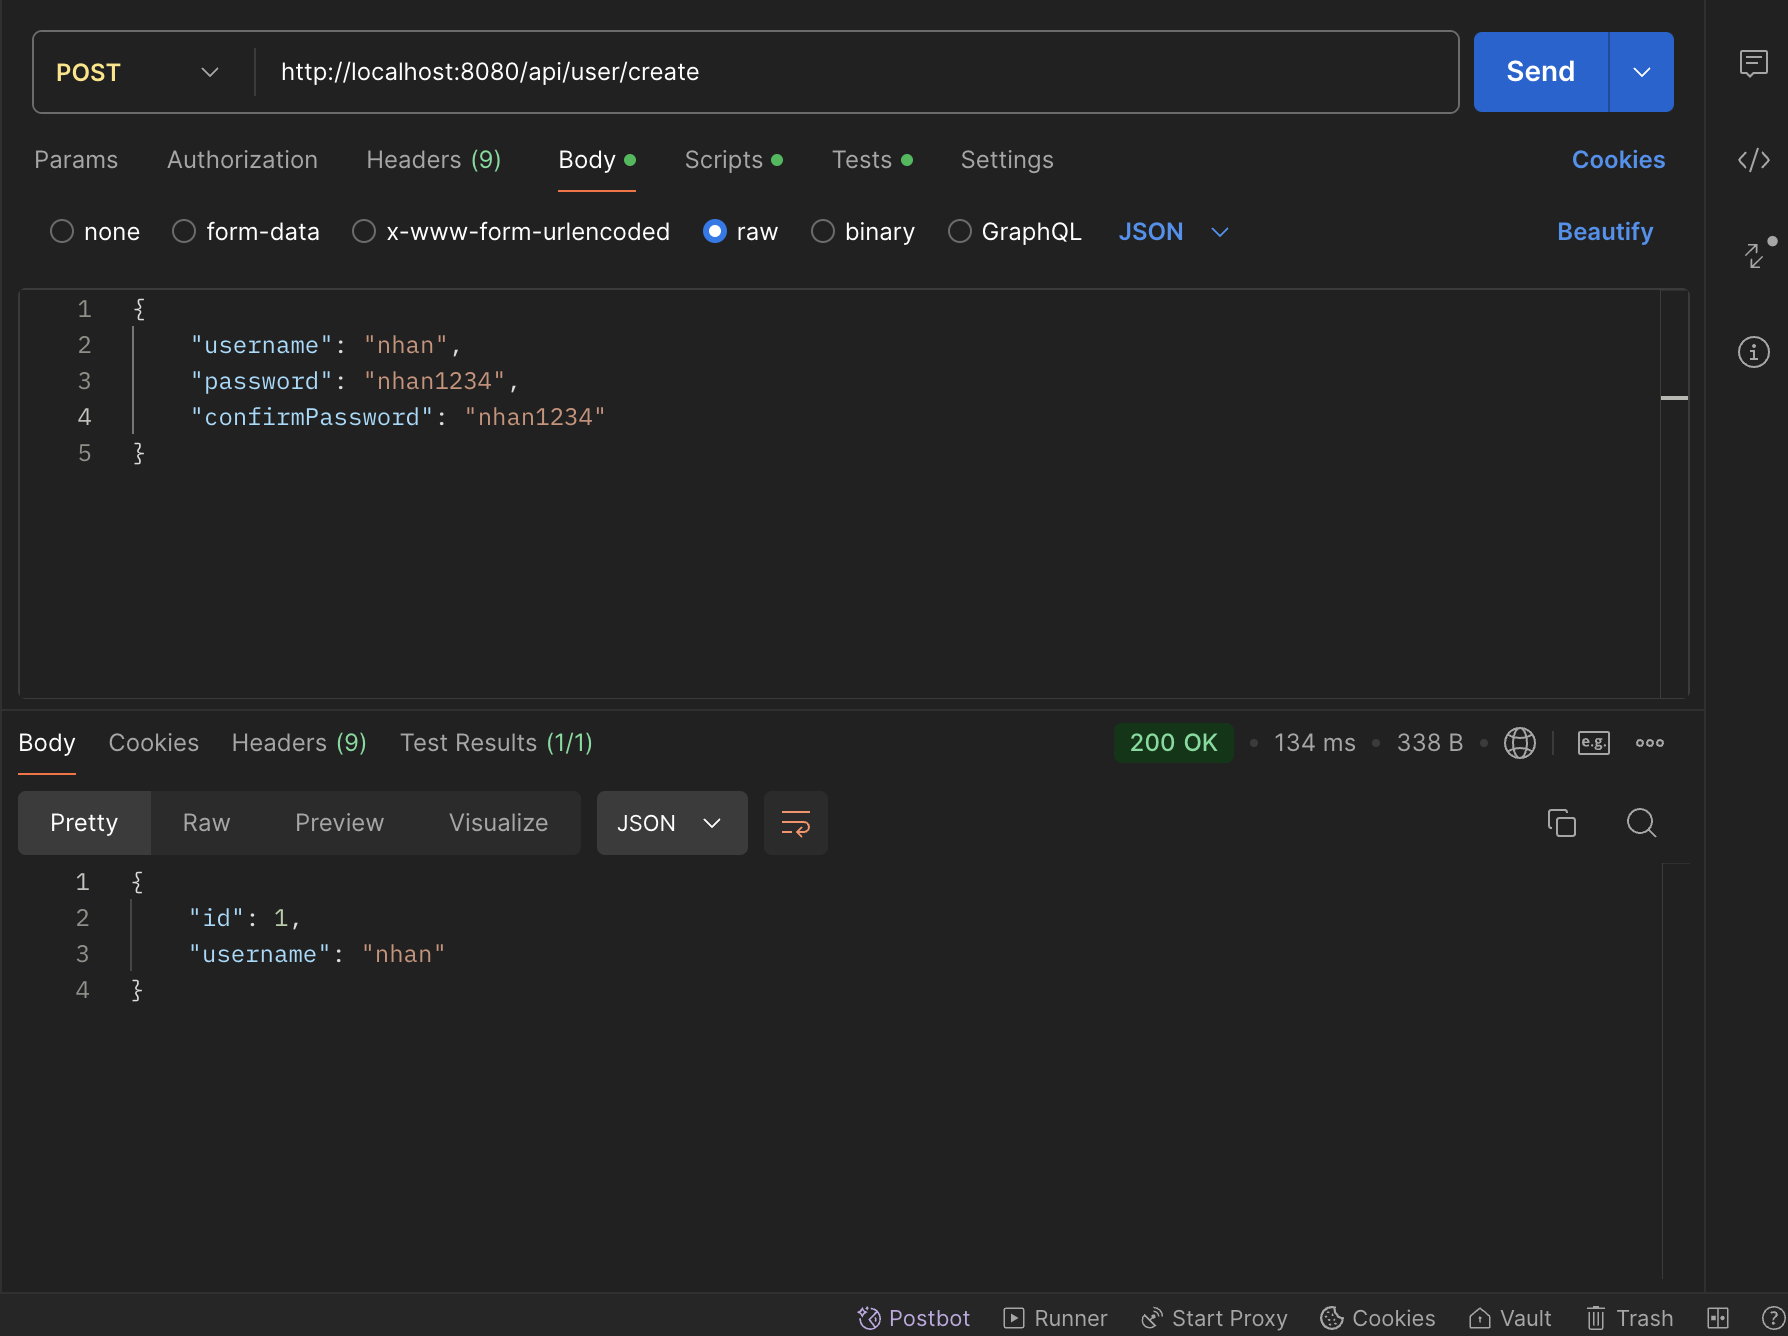 POST http://localhost:8080/api/user/create Send
Params Authorization Headers (9) Body Scripts Tests Settings Cookies
none form-data x-www-form-urlencoded raw binary GraphQL JSON Beautify
1 {
2 "username": "nhan",
3 "password": "nhan1234",
4 "confirmPassword": "nhan1234"
5 }
Body Cookies Headers (9) Test Results (1/1) 200 OK • 134 ms • 338 B • e.g.
Pretty Raw Preview Visualize JSON
1 {
2 "id": 1,
3 "username": "nhan"
4 }
Postbot Runner Start Proxy Cookies Vault Trash